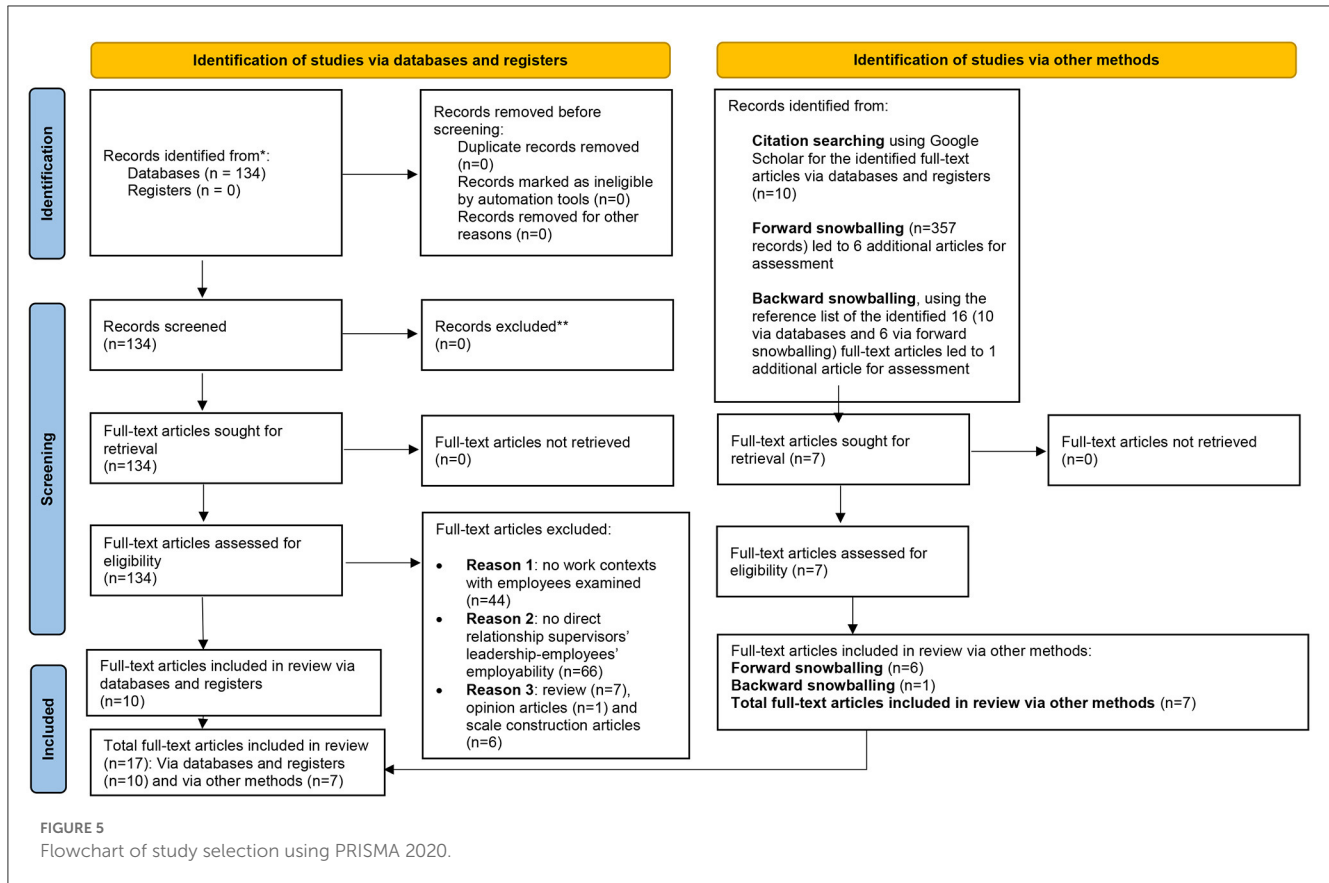 Identification of studies via databases and registers
Identification of studies via other methods
Identification
Records identified from*:
Databases (n = 134)
Registers (n = 0)
Records removed before
screening:
Duplicate records removed
(n=0)
Records marked as ineligible
by automation tools (n=0)
Records removed for other
reasons (n=0)
Records identified from:
Citation searching using Google
Scholar for the identified full-text
articles via databases and registers
(n=10)
Forward snowballing (n=357
records) led to 6 additional articles for
assessment
Backward snowballing, using the
reference list of the identified 16 (10
via databases and 6 via forward
snowballing) full-text articles led to 1
additional article for assessment
Screening
Records screened
(n=134)
Records excluded**
(n=0)
Full-text articles sought for
retrieval
(n=134)
Full-text articles not retrieved
(n=0)
Full-text articles sought for
retrieval (n=7)
Full-text articles not retrieved
(n=0)
Full-text articles assessed for
eligibility
(n=134)
Full-text articles excluded:
• Reason 1: no work contexts
with employees examined
(n=44)
• Reason 2: no direct
relationship supervisors’
leadership-employees’
employability (n=66)
• Reason 3: review (n=7),
opinion articles (n=1) and
scale construction articles
(n=6)
Full-text articles assessed for
eligibility (n=7)
Included
Full-text articles included in review via
databases and registers
(n=10)
Full-text articles included in review via other methods:
Forward snowballing (n=6)
Backward snowballing (n=1)
Total full-text articles included in review via other methods (n=7)
Total full-text articles included in review
(n=17): Via databases and registers
(n=10) and via other methods (n=7)
FIGURE 5
Flowchart of study selection using PRISMA 2020.